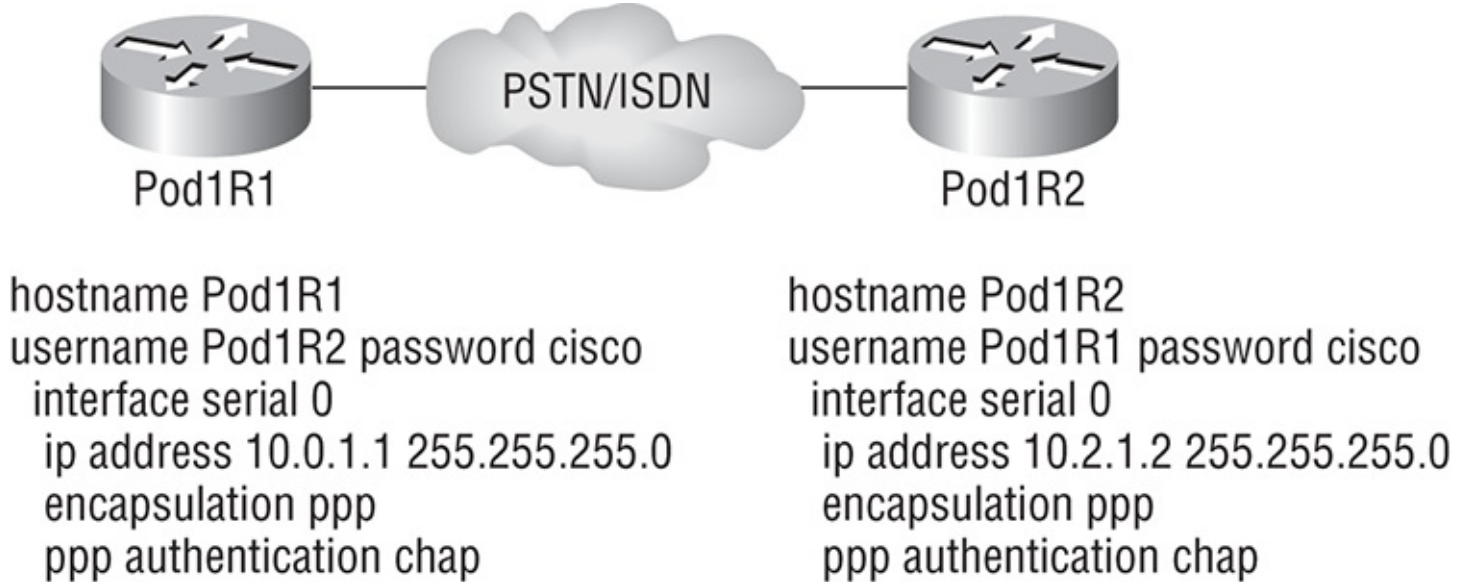 PSTN/ISDN
Pod1R1
Pod1R2
hostname Pod1R1
username Pod1R2 password cisco
interface serial 0
ip address 10.0.1.1 255.255.255.0
encapsulation ppp
ppp authentication chap
hostname Pod1R2
username Pod1R1 password cisco
interface serial 0
ip address 10.2.1.2 255.255.255.0
encapsulation ppp
ppp authentication chap